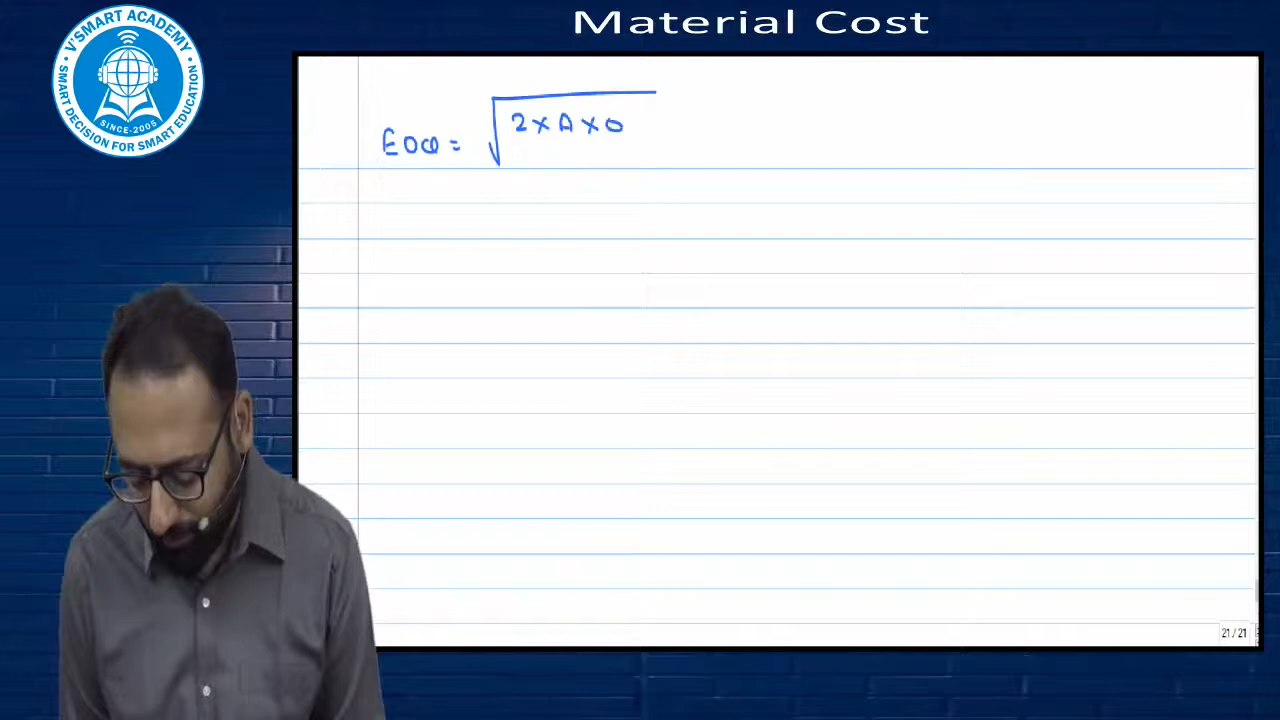 Material Cost
V'SMART ACADEMY
SINCE-2005
SMART DECISION FOR SMART EDUCATION
EOQ = √2 x A x O
21 / 21